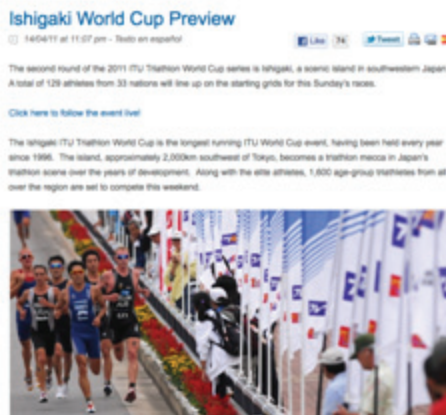 Ishigaki World Cup Preview
14/04/11 at 11:07 pm - Texto en español
Like 74 Tweet
The second round of the 2011 ITU Triathlon World Cup series is Ishigaki, a scenic island in southwestern Japan.
A total of 129 athletes from 33 nations will line up on the starting grids for this Sunday's races.
Click here to follow the event live!
The Ishigaki ITU Triathlon World Cup is the longest running ITU World Cup event, having been held every year
since 1996. The island, approximately 2,000km southwest of Tokyo, becomes a triathlon mecca in Japan's
triathlon scene over the years of development. Along with the elite athletes, 1,600 age-group triathletes from all
over the region are set to compete this weekend.